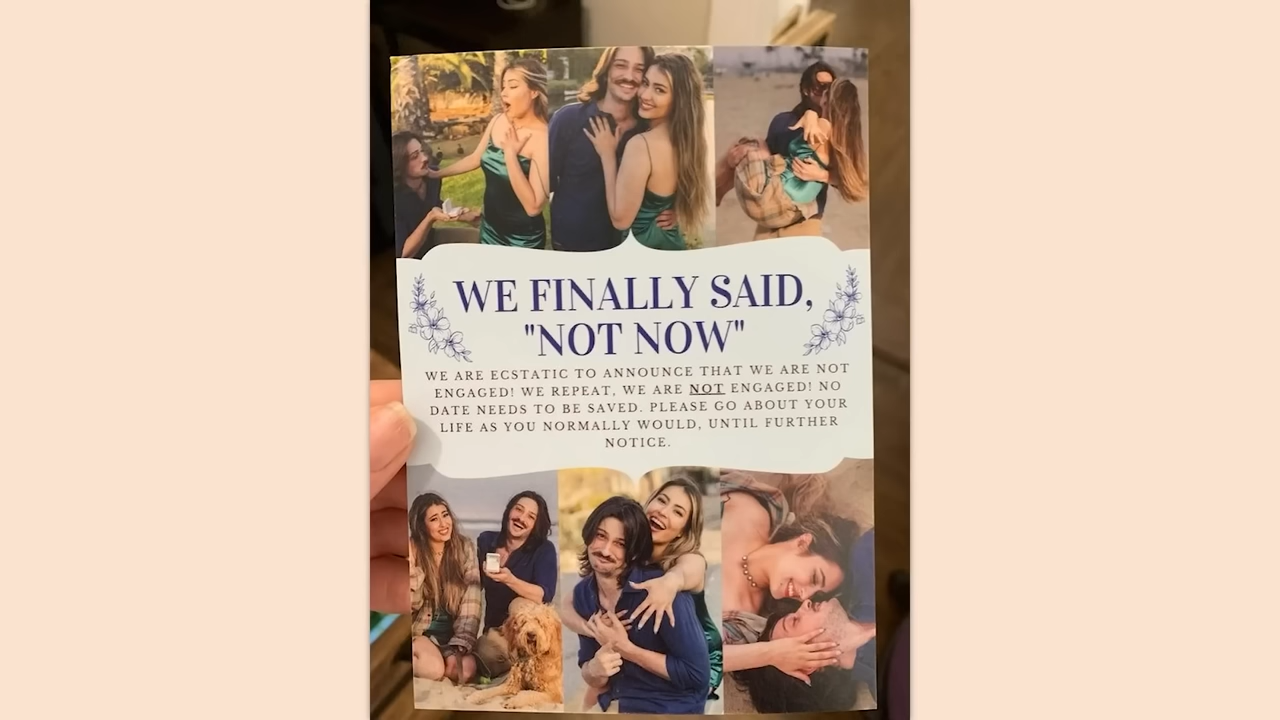 WE FINALLY SAID,
"NOT NOW"
WE ARE ECSTATIC TO ANNOUNCE THAT WE ARE NOT
ENGAGED! WE REPEAT, WE ARE NOT ENGAGED! NO
DATE NEEDS TO BE SAVED. PLEASE GO ABOUT YOUR
LIFE AS YOU NORMALLY WOULD, UNTIL FURTHER
NOTICE.